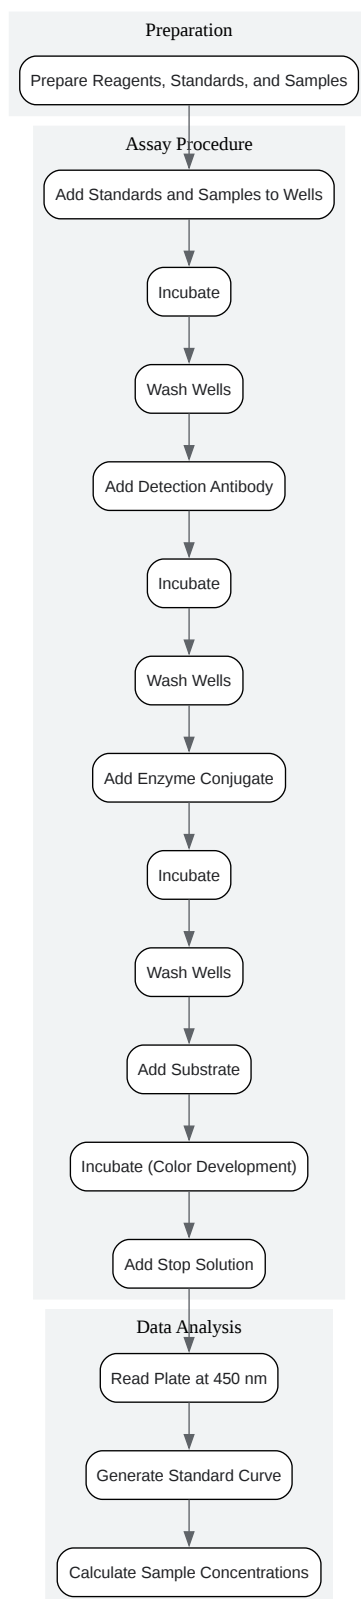 Preparation
Prepare Reagents, Standards, and Samples
Assay Procedure
Add Standards and Samples to Wells
Incubate
Wash Wells
Add Detection Antibody
Incubate
Wash Wells
Add Enzyme Conjugate
Incubate
Wash Wells
Add Substrate
Incubate (Color Development)
Add Stop Solution
Data Analysis
Read Plate at 450 nm
Generate Standard Curve
Calculate Sample Concentrations